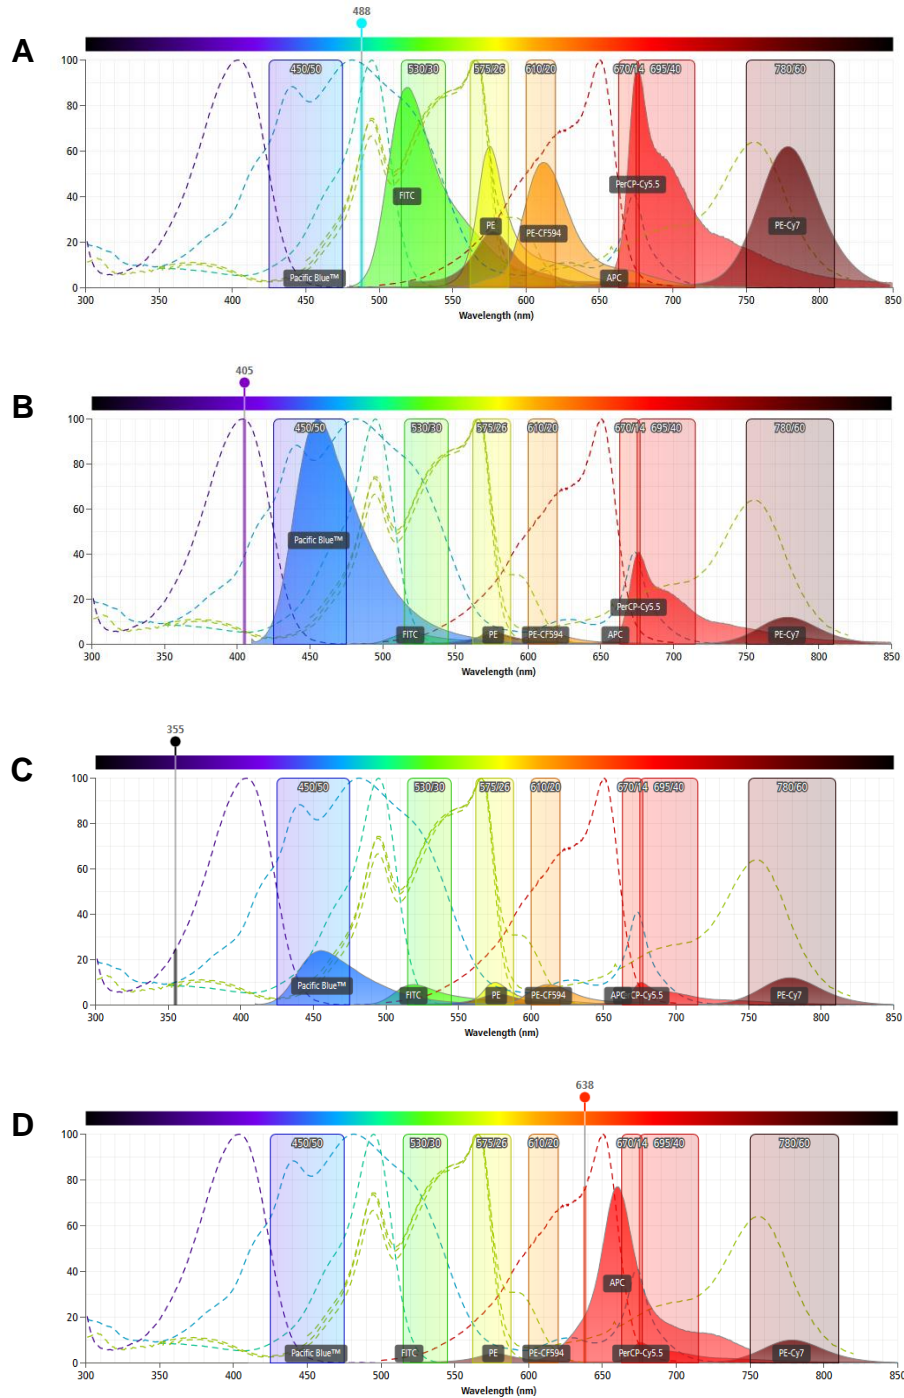 488
A
100
450/50 530/30 575/26 610/20 670/14 695/40 780/60
80
60
PerCP-Cy5.5
40
FITC
PE
PE-CF594
PE-Cy7
20
Pacific Blue™
APC
0
300 350 400 450 500 550 600 650 700 750 800 850
Wavelength (nm)
405
B
100
450/50 530/30 575/26 610/20 670/14 695/40 780/60
80
60
Pacific Blue™
40
20
PerCP-Cy5.5
FITC PE PE-CF594 APC PE-Cy7
0
300 350 400 450 500 550 600 650 700 750 800 850
Wavelength (nm)
355
C
100
450/50 530/30 575/26 610/20 670/14 695/40 780/60
80
60
40
20
Pacific Blue™
FITC PE PE-CF594 APC CP-Cy5.5 PE-Cy7
0
300 350 400 450 500 550 600 650 700 750 800 850
Wavelength (nm)
638
D
100
450/50 530/30 575/26 610/20 670/14 695/40 780/60
80
60
40
APC
20
Pacific Blue™ FITC PE PE-CF594 PerCP-Cy5.5 PE-Cy7
0
300 350 400 450 500 550 600 650 700 750 800 850
Wavelength (nm)